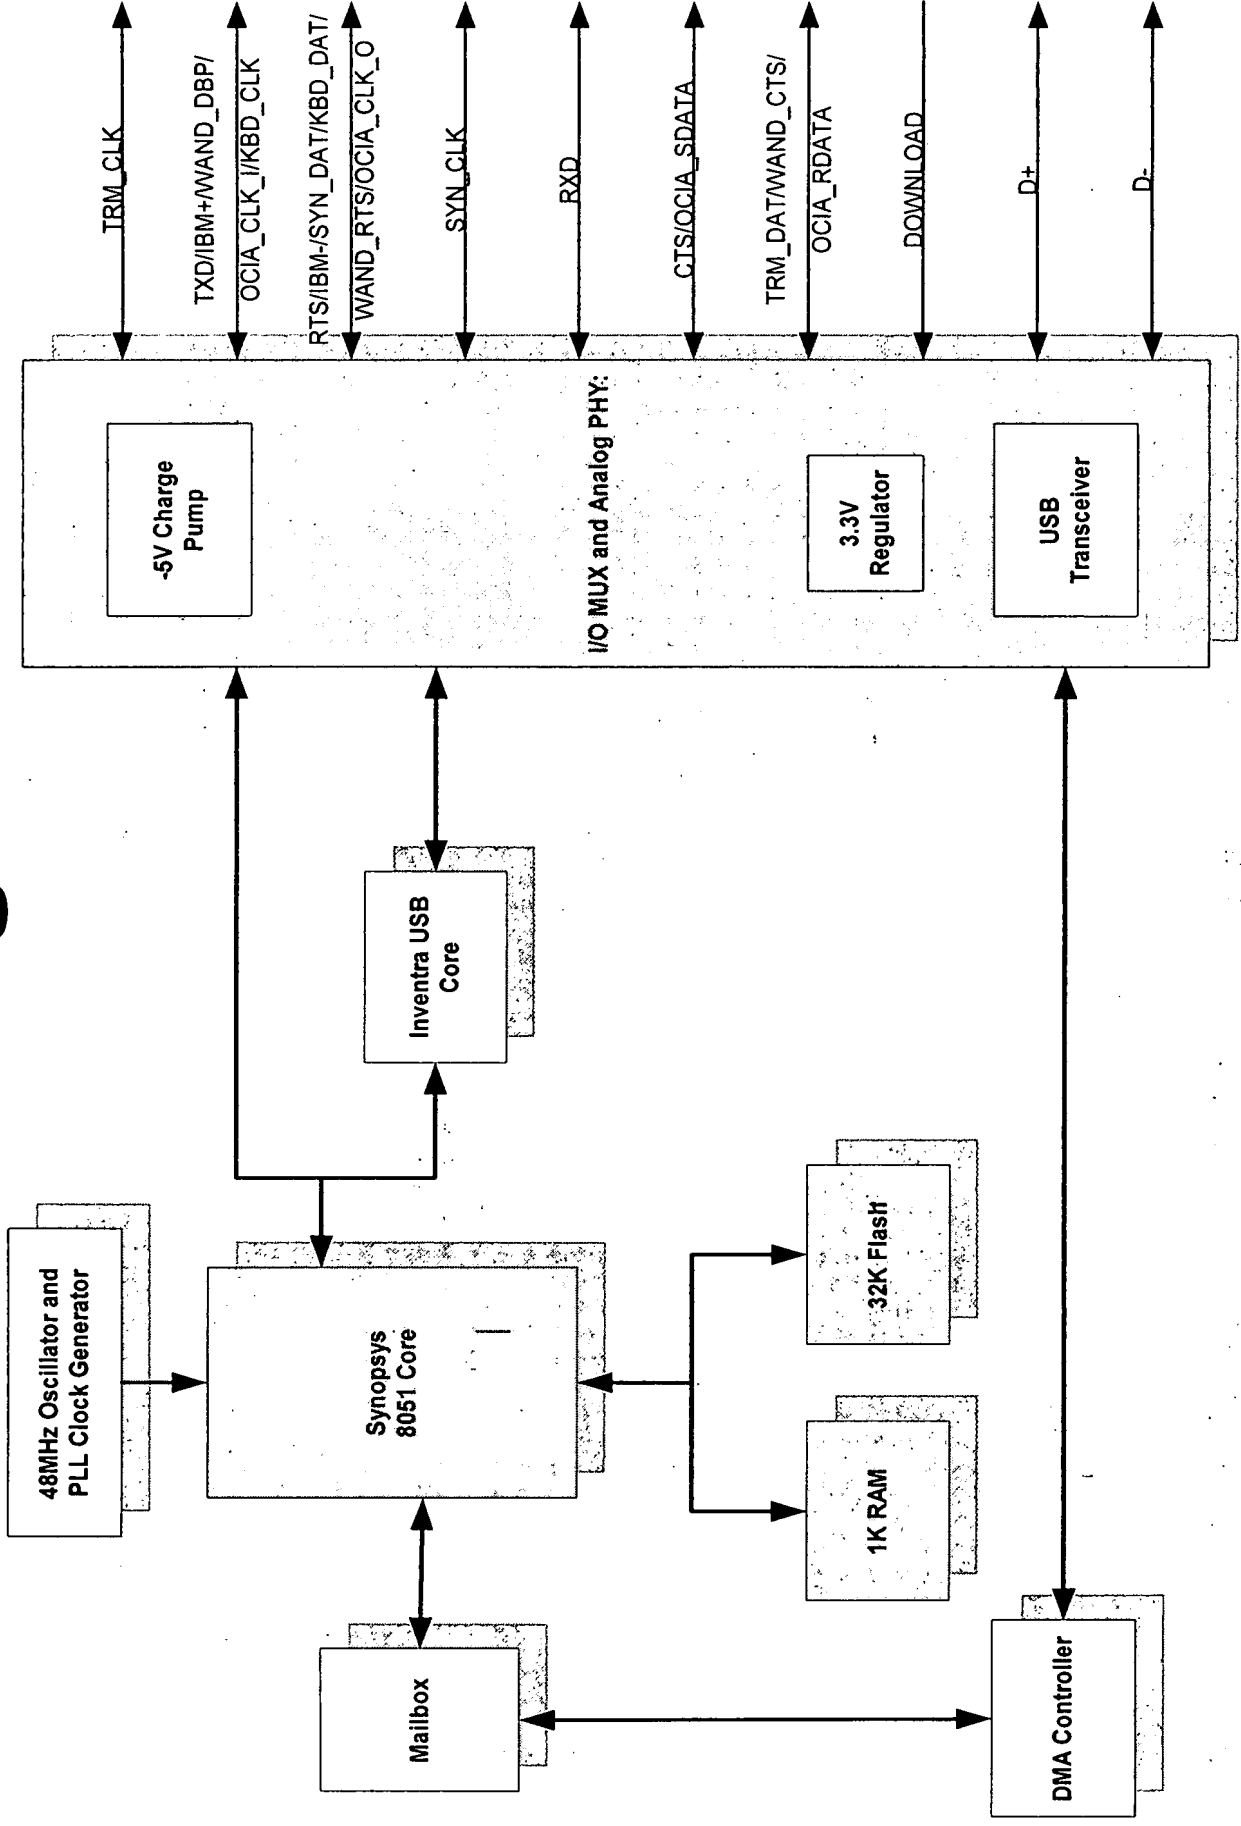 48MHz Oscillator and
PLL Clock Generator
Mailbox
Synopsys
8051 Core
Inventra USB
Core
1K RAM
32K Flash
DMA Controller
-5V Charge
Pump
I/O MUX and Analog PHY:
3.3V
Regulator
USB
Transceiver
TRM_CLK
TXD/IBM+/WAND_DBP/
OCIA_CLK_I/KBD_CLK
RTS/IBM-/SYN_DAT/KBD_DAT/
WAND_RTS/OCIA_CLK_O
SYN_CLK
RXD
CTS/OCIA_SDATA
TRM_DAT/WAND_CTS/
OCIA_RDATA
DOWNLOAD
D+
D-